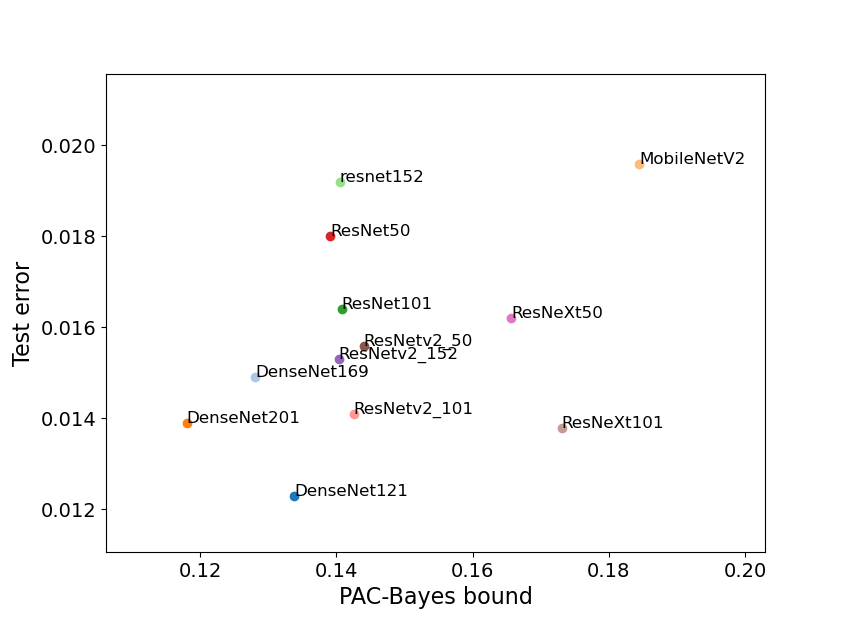 0.020
0.018
0.016
0.014
0.012
Test error
MobileNetV2
resnet152
ResNet50
ResNet101
ResNeXt50
ResNetv2_50
ResNetv2_152
DenseNet169
ResNetv2_101
DenseNet201
ResNeXt101
DenseNet121
0.12 0.14 0.16 0.18 0.20
PAC-Bayes bound